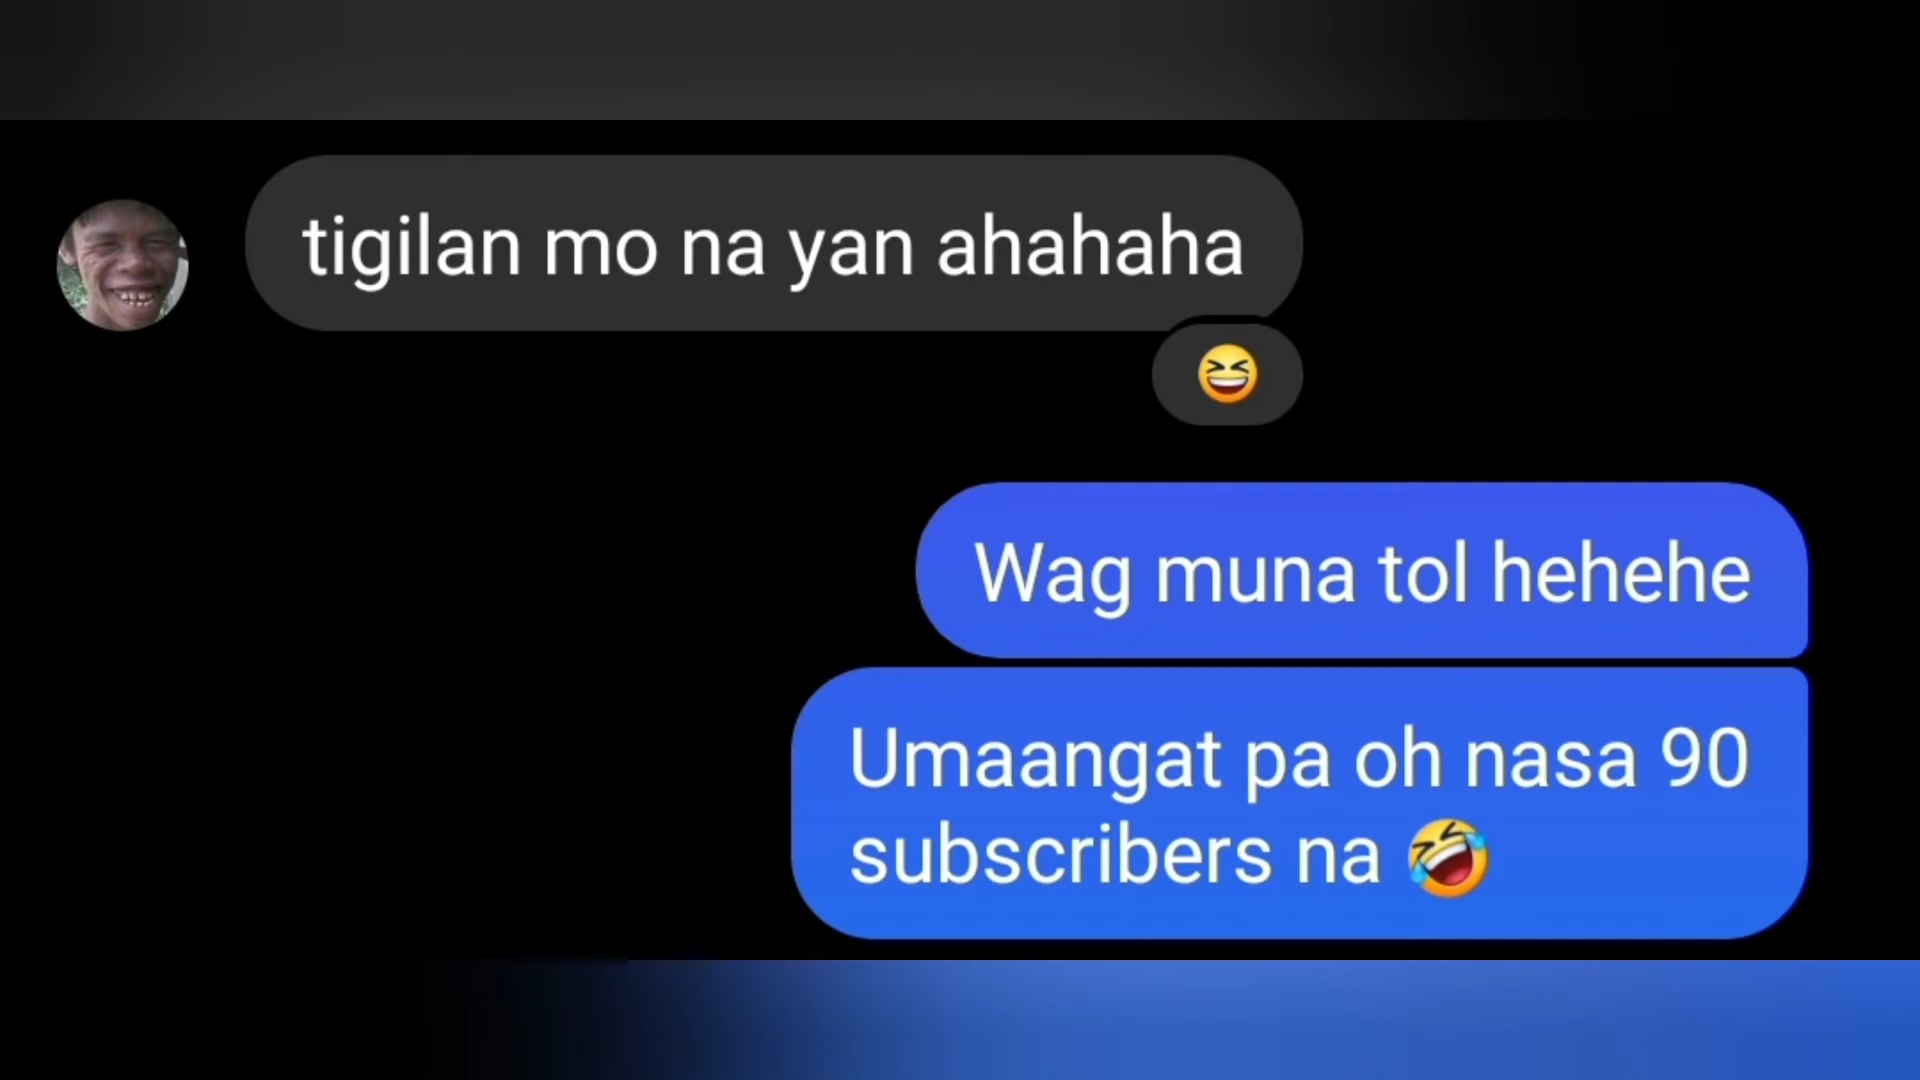 tigilan mo na yan ahahaha
😆
Wag muna tol hehehe
Umaangat pa oh nasa 90
subscribers na 🤣